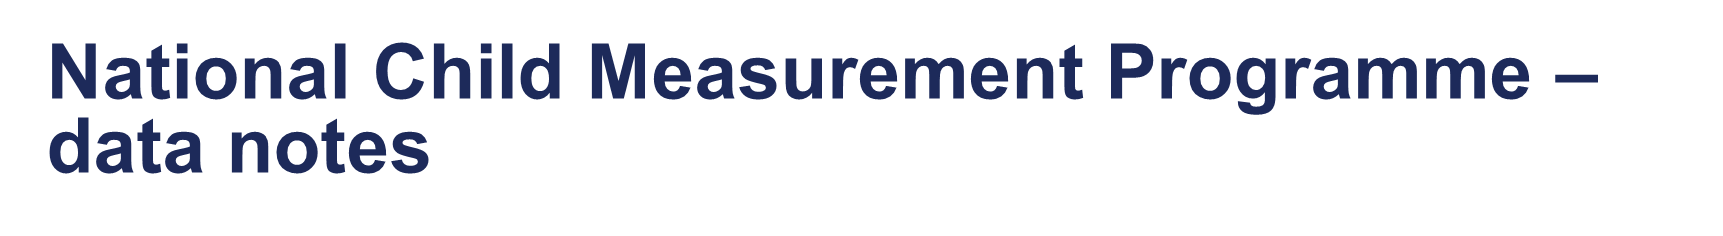 National Child Measurement Programme –
data notes